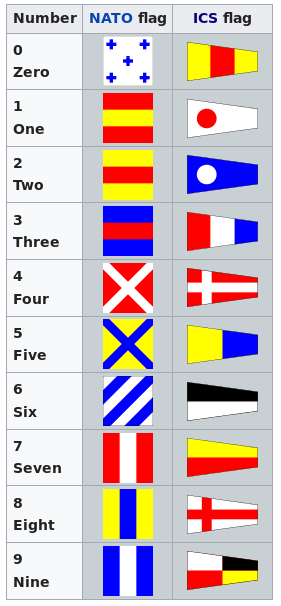 Number NATO flag ICS flag
0
Zero
1
One
2
Two
3
Three
4
Four
5
Five
6
Six
7
Seven
8
Eight
9
Nine